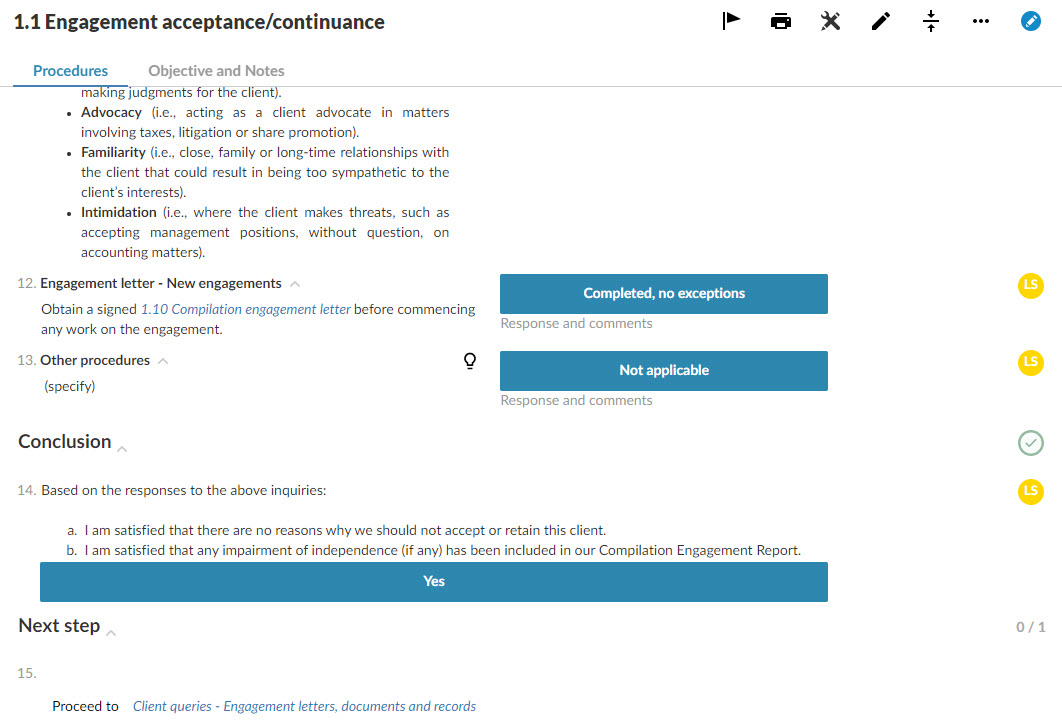 1.1 Engagement acceptance/continuance
Procedures
Objective and Notes
making judgments for the client).
• Advocacy (i.e., acting as a client advocate in matters
involving taxes, litigation or share promotion).
• Familiarity (i.e., close, family or long-time relationships with
the client that could result in being too sympathetic to the
client's interests).
• Intimidation (i.e., where the client makes threats, such as
accepting management positions, without question, on
accounting matters).
12. Engagement letter - New engagements
Completed, no exceptions
LS
Obtain a signed 1.10 Compilation engagement letter before commencing
any work on the engagement.
Response and comments
13. Other procedures
Not applicable
LS
(specify)
Response and comments
Conclusion
14. Based on the responses to the above inquiries:
LS
a. I am satisfied that there are no reasons why we should not accept or retain this client.
b. I am satisfied that any impairment of independence (if any) has been included in our Compilation Engagement Report.
Yes
Next step
0 / 1
15.
Proceed to Client queries - Engagement letters, documents and records